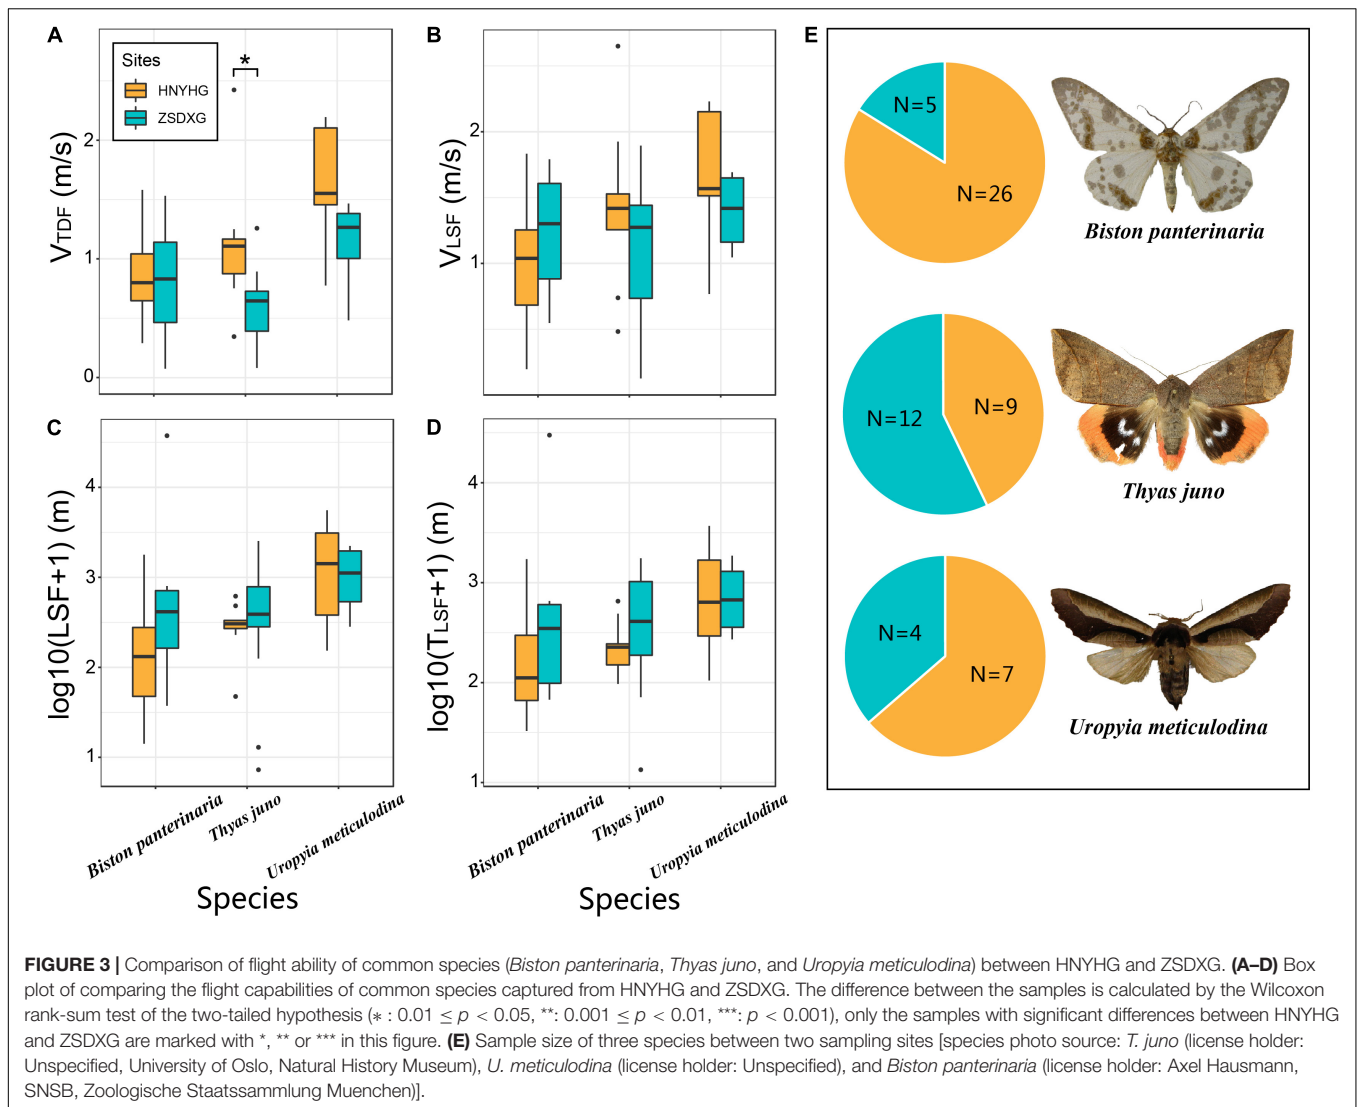 A
Sites
HNYHG
ZSDXG
*
VTDF (m/s)
2
1
0
B
VLSF (m/s)
2
1
C
log10(LSF+1) (m)
4
3
2
1
Biston panterinaria
Thyas juno
Uropyia meticulodina
Species
D
log10(TLSF+1) (m)
4
3
2
1
Biston panterinaria
Thyas juno
Uropyia meticulodina
Species
E
N=5
N=26
Biston panterinaria
N=12
N=9
Thyas juno
N=4
N=7
Uropyia meticulodina
FIGURE 3 | Comparison of flight ability of common species (Biston panterinaria, Thyas juno, and Uropyia meticulodina) between HNYHG and ZSDXG. (A–D) Box
plot of comparing the flight capabilities of common species captured from HNYHG and ZSDXG. The difference between the samples is calculated by the Wilcoxon
rank-sum test of the two-tailed hypothesis (* : 0.01 ≤ p < 0.05, **: 0.001 ≤ p < 0.01, ***: p < 0.001), only the samples with significant differences between HNYHG
and ZSDXG are marked with *, ** or *** in this figure. (E) Sample size of three species between two sampling sites [species photo source: T. juno (license holder:
Unspecified, University of Oslo, Natural History Museum), U. meticulodina (license holder: Unspecified), and Biston panterinaria (license holder: Axel Hausmann,
SNSB, Zoologische Staatssammlung Muenchen)].